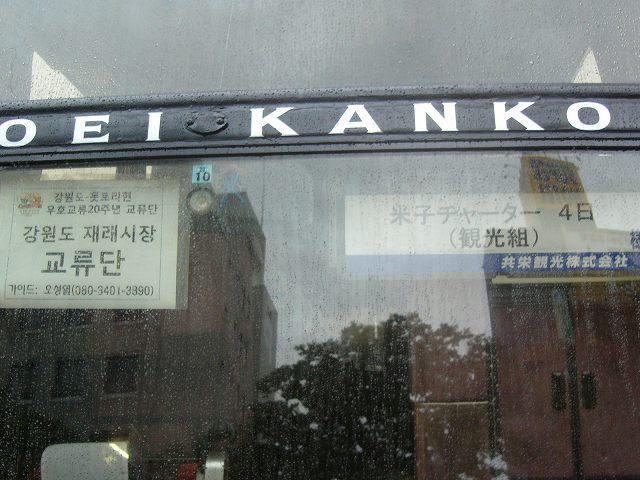 OEI KANKO
10
강원도-돗토리현
우호교류20주년 교류단
강원도 재래시장
교류단
가이드: 오정염(080-3401-3890)
米子チャーター 4日
(観光組)
共栄観光株式会社